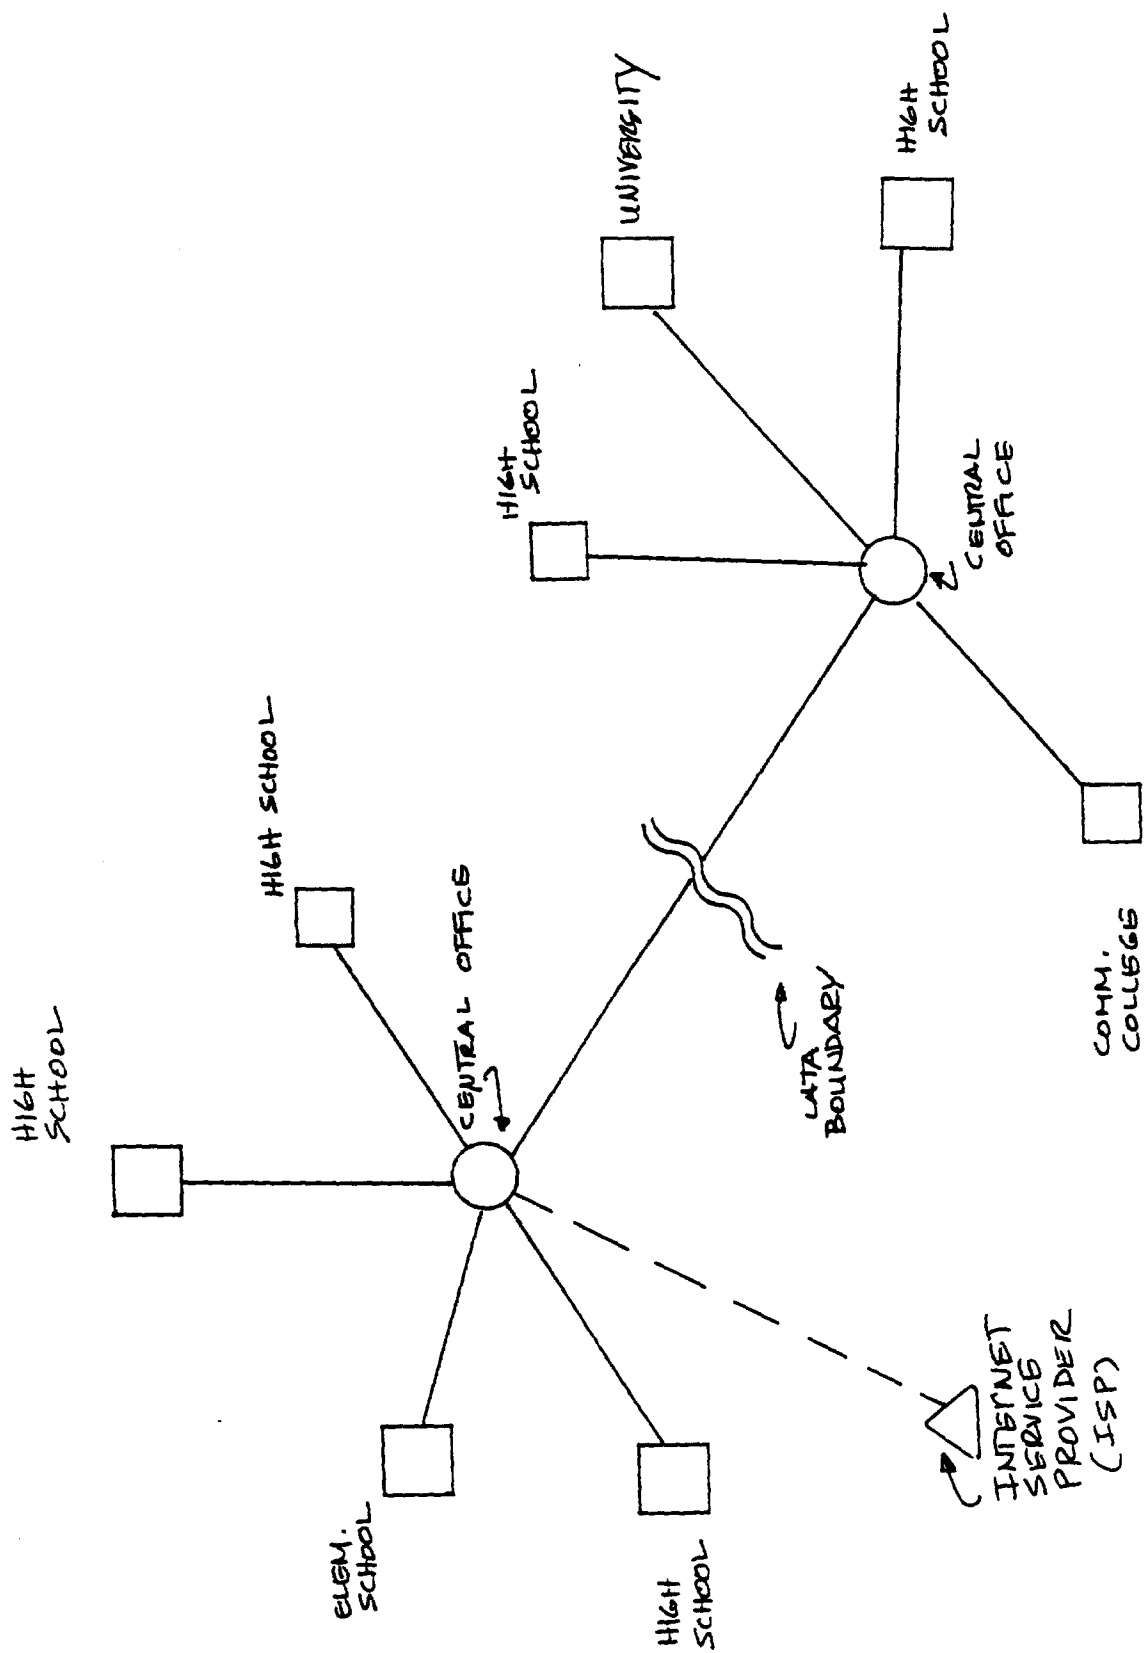 HIGH
SCHOOL
HIGH SCHOOL
ELEM.
SCHOOL
CENTRAL OFFICE
HIGH
SCHOOL
HIGH
SCHOOL
UNIVERSITY
LATA
BOUNDARY
HIGH
SCHOOL
CENTRAL
OFFICE
INTERNET
SERVICE
PROVIDER
(ISP)
COMM.
COLLEGE